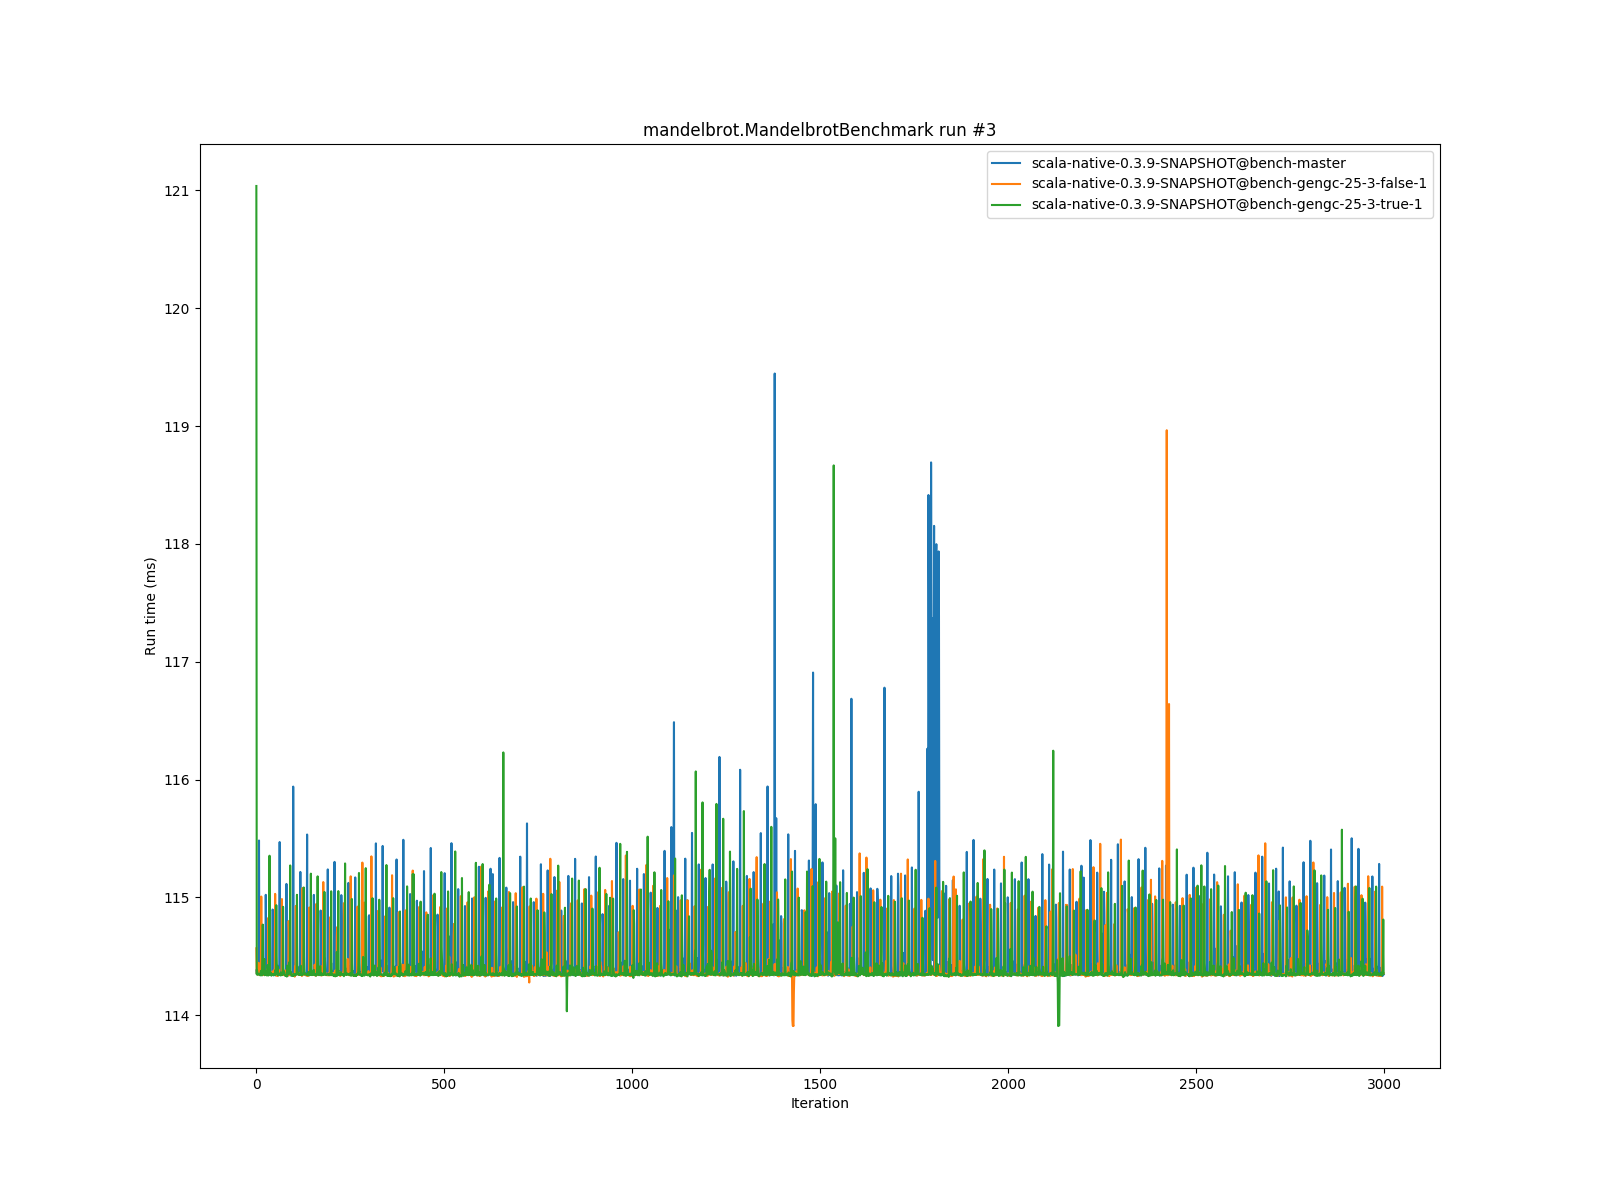 mandelbrot.MandelbrotBenchmark run #3
scala-native-0.3.9-SNAPSHOT@bench-master
scala-native-0.3.9-SNAPSHOT@bench-gengc-25-3-false-1
scala-native-0.3.9-SNAPSHOT@bench-gengc-25-3-true-1
121
120
119
118
117
116
115
114
Run time (ms)
0 500 1000 1500 2000 2500 3000
Iteration